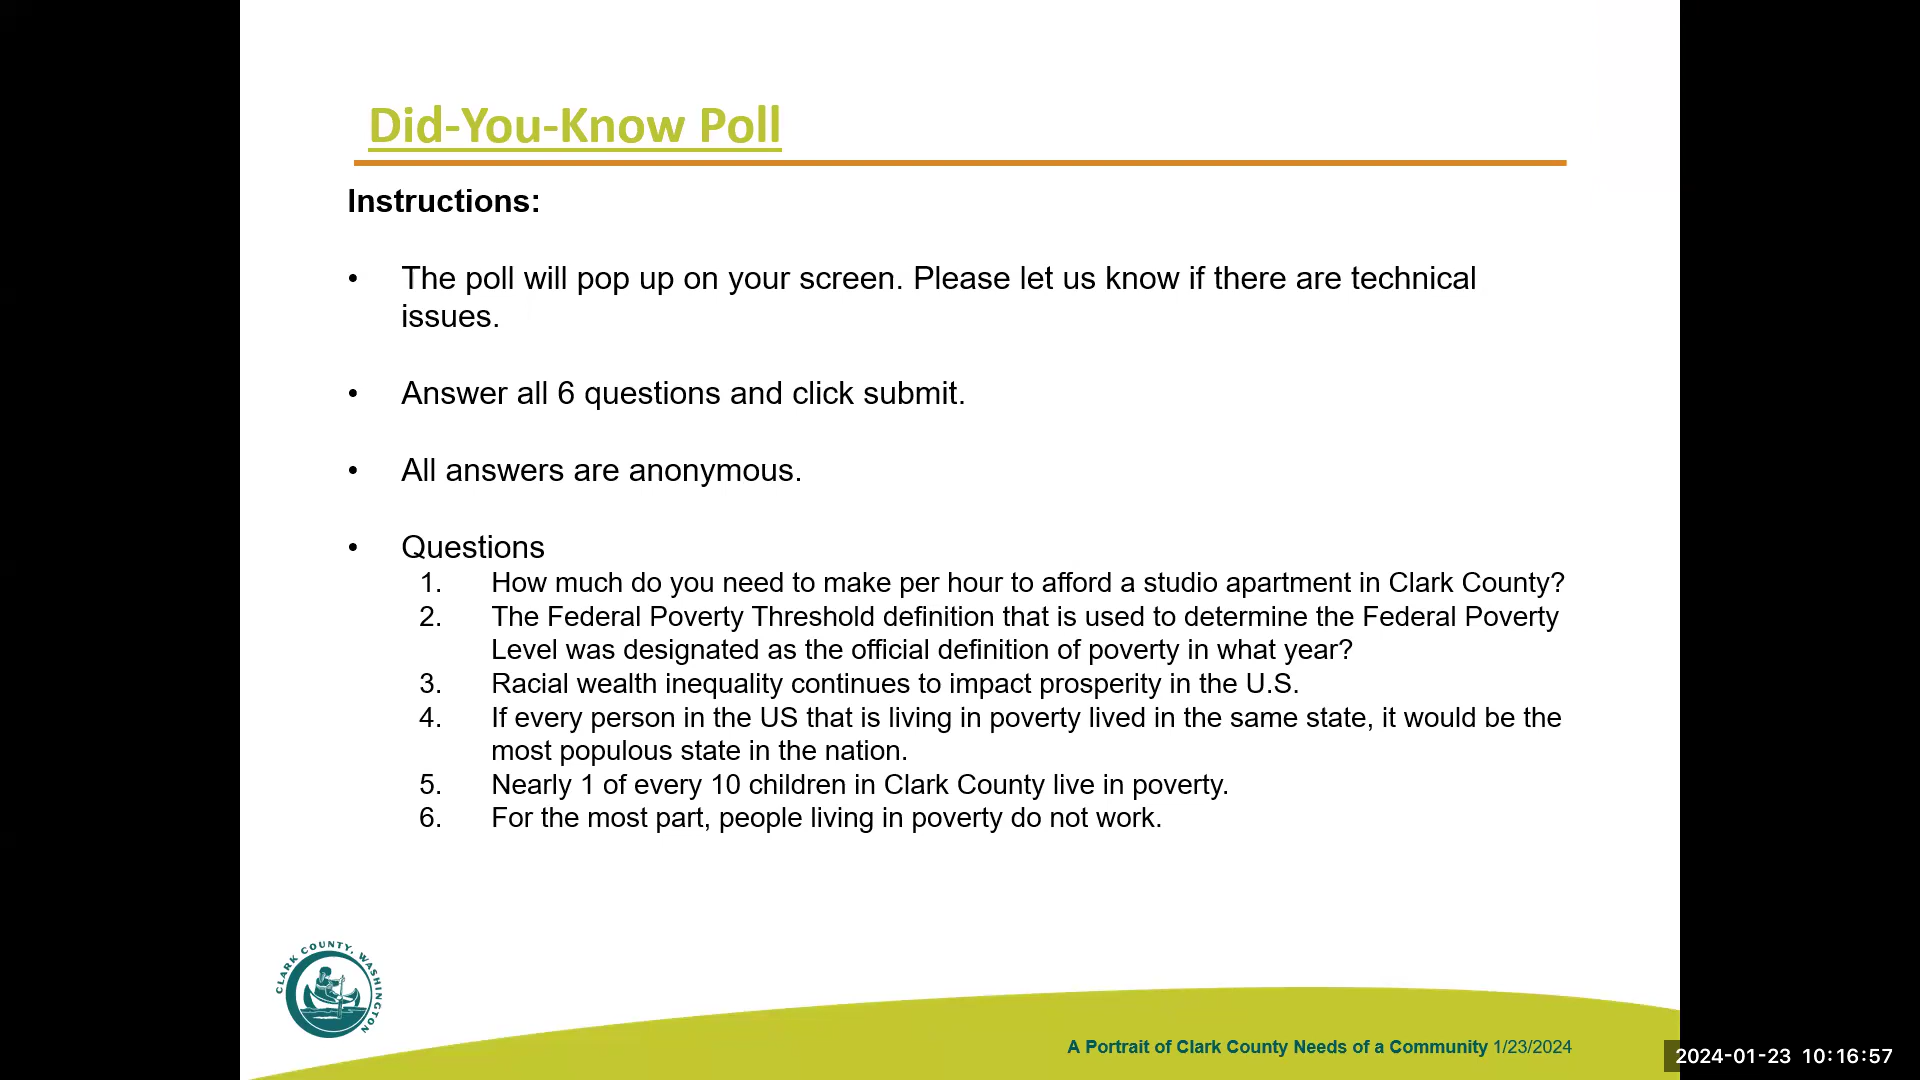 Did-You-Know Poll
Instructions:
• The poll will pop up on your screen. Please let us know if there are technical
issues.
• Answer all 6 questions and click submit.
• All answers are anonymous.
• Questions
1. How much do you need to make per hour to afford a studio apartment in Clark County?
2. The Federal Poverty Threshold definition that is used to determine the Federal Poverty
Level was designated as the official definition of poverty in what year?
3. Racial wealth inequality continues to impact prosperity in the U.S.
4. If every person in the US that is living in poverty lived in the same state, it would be the
most populous state in the nation.
5. Nearly 1 of every 10 children in Clark County live in poverty.
6. For the most part, people living in poverty do not work.
CLARK COUNTY, WASHINGTON
A Portrait of Clark County Needs of a Community 1/23/2024
2024-01-23 10:16:57